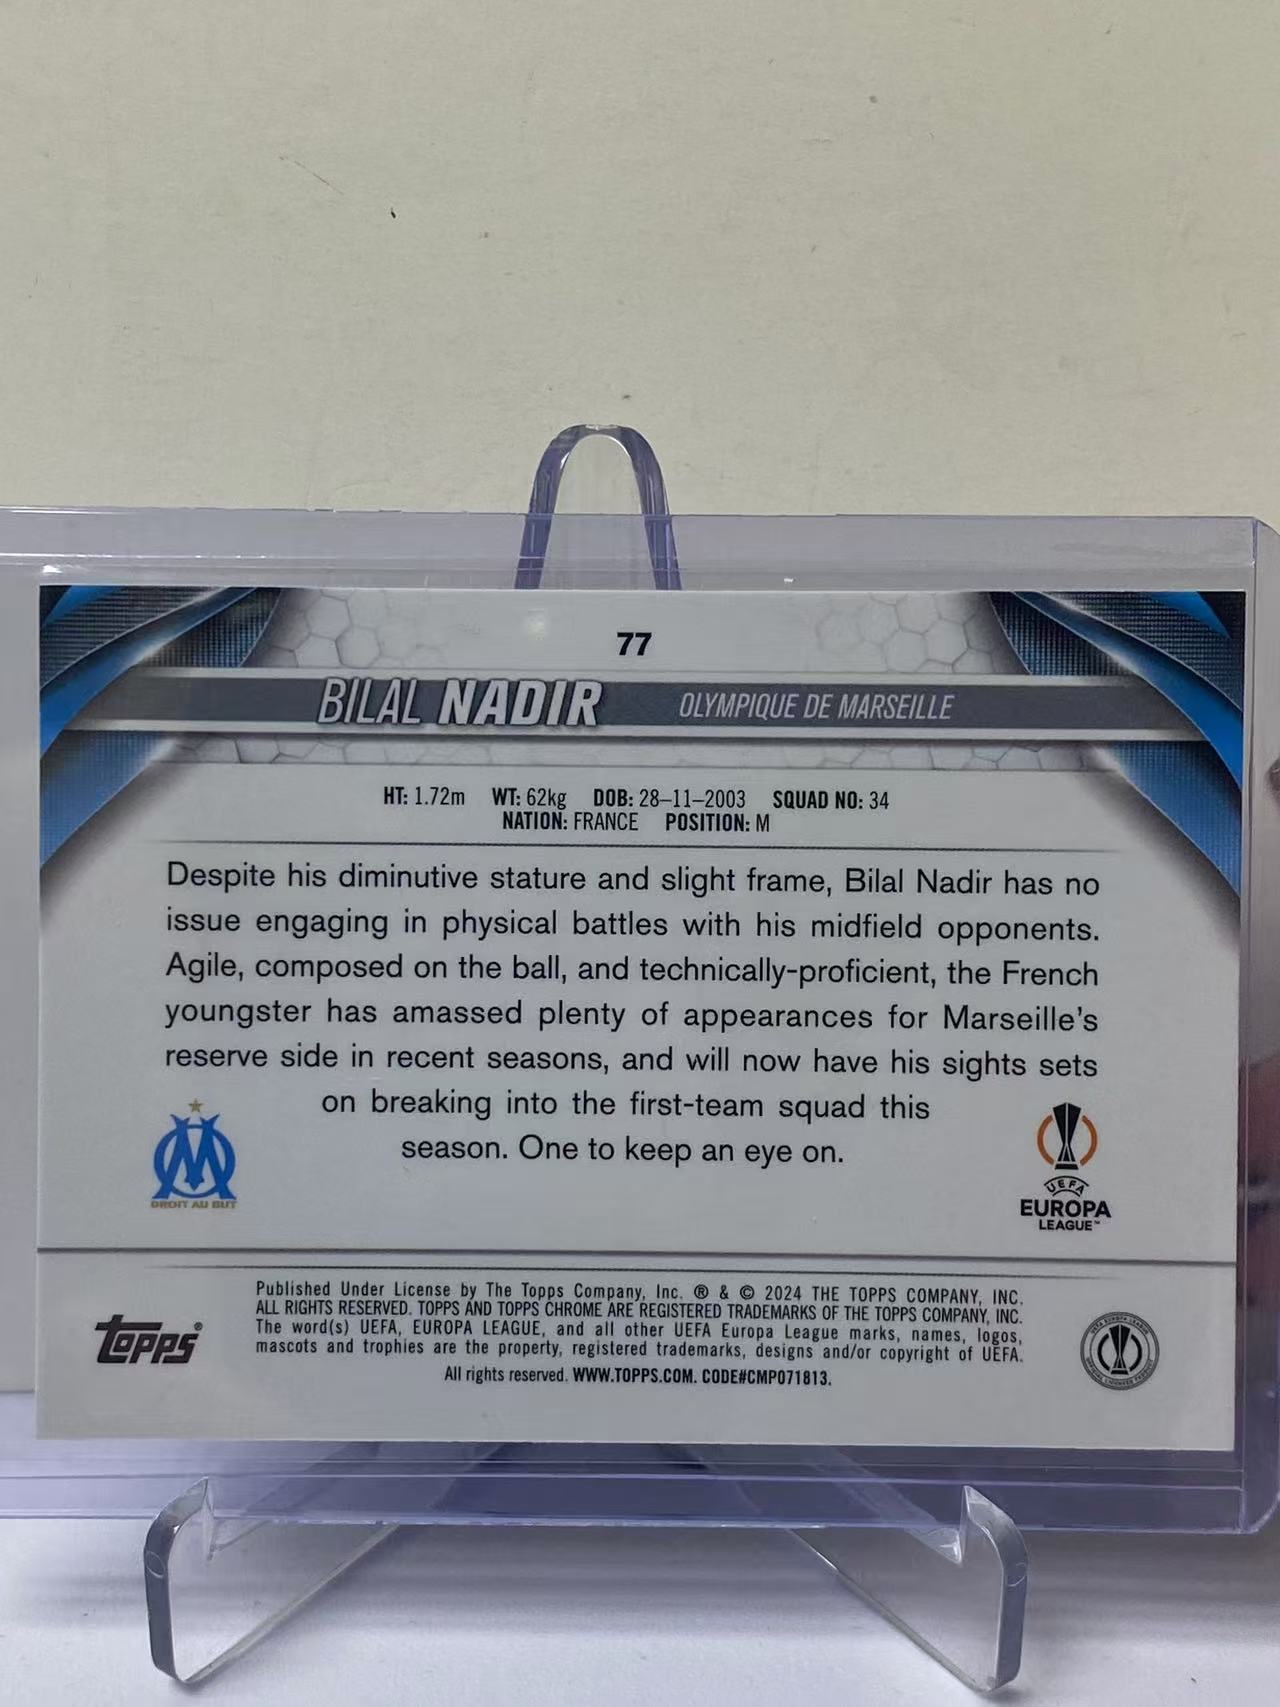 77
BILAL NADIR OLYMPIQUE DE MARSEILLE
HT: 1.72m WT: 62kg DOB: 28–11–2003 SQUAD NO: 34
NATION: FRANCE POSITION: M
Despite his diminutive stature and slight frame, Bilal Nadir has no
issue engaging in physical battles with his midfield opponents.
Agile, composed on the ball, and technically-proficient, the French
youngster has amassed plenty of appearances for Marseille's
reserve side in recent seasons, and will now have his sights sets
on breaking into the first-team squad this
season. One to keep an eye on.
DROIT AU BUT
UEFA
EUROPA
LEAGUE™
Published Under License by The Topps Company, Inc. ® & © 2024 THE TOPPS COMPANY, INC.
ALL RIGHTS RESERVED. TOPPS AND TOPPS CHROME ARE REGISTERED TRADEMARKS OF THE TOPPS COMPANY, INC.
The word(s) UEFA, EUROPA LEAGUE, and all other UEFA Europa League marks, names, logos,
mascots and trophies are the property, registered trademarks, designs and/or copyright of UEFA.
All rights reserved. WWW.TOPPS.COM. CODE#CMP071813.
topps®